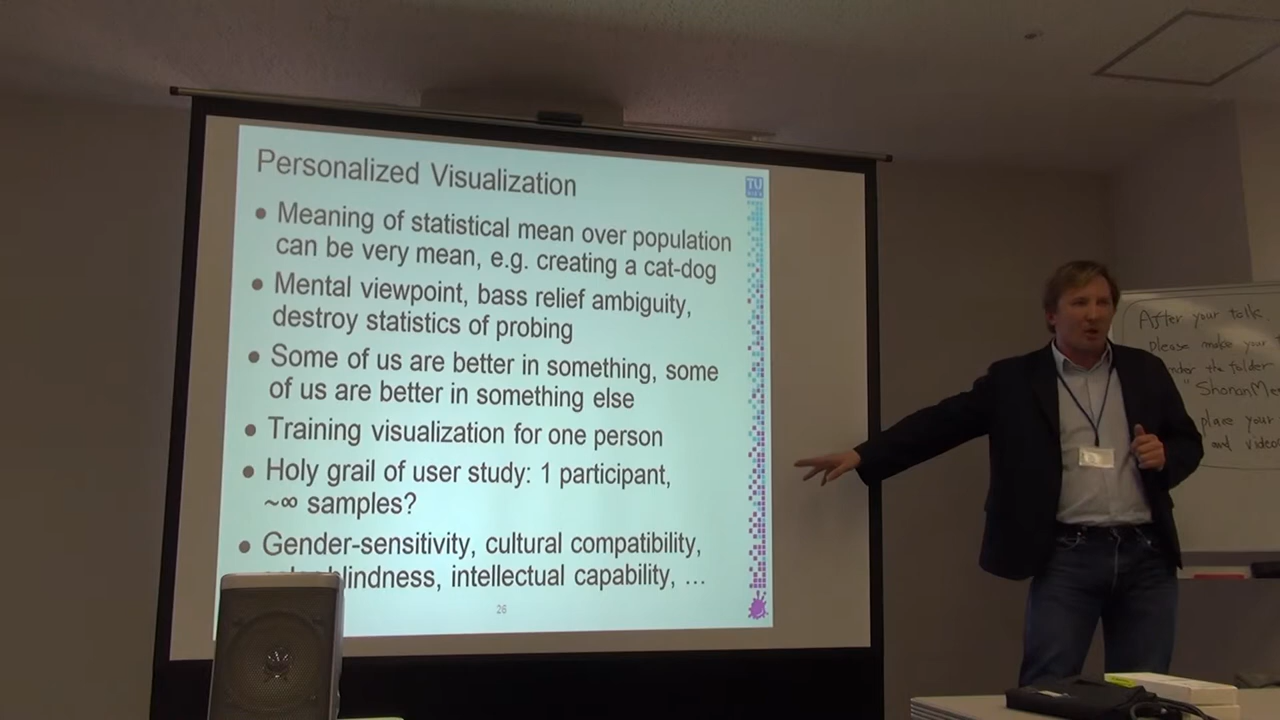 Personalized Visualization
TU
• Meaning of statistical mean over population
can be very mean, e.g. creating a cat-dog
• Mental viewpoint, bass relief ambiguity,
destroy statistics of probing
• Some of us are better in something, some
of us are better in something else
• Training visualization for one person
• Holy grail of user study: 1 participant,
~∞ samples?
• Gender-sensitivity, cultural compatibility,
blindness, intellectual capability, …
26
After your talk,
please make your
under the folder
"ShonanMe
place your
and video